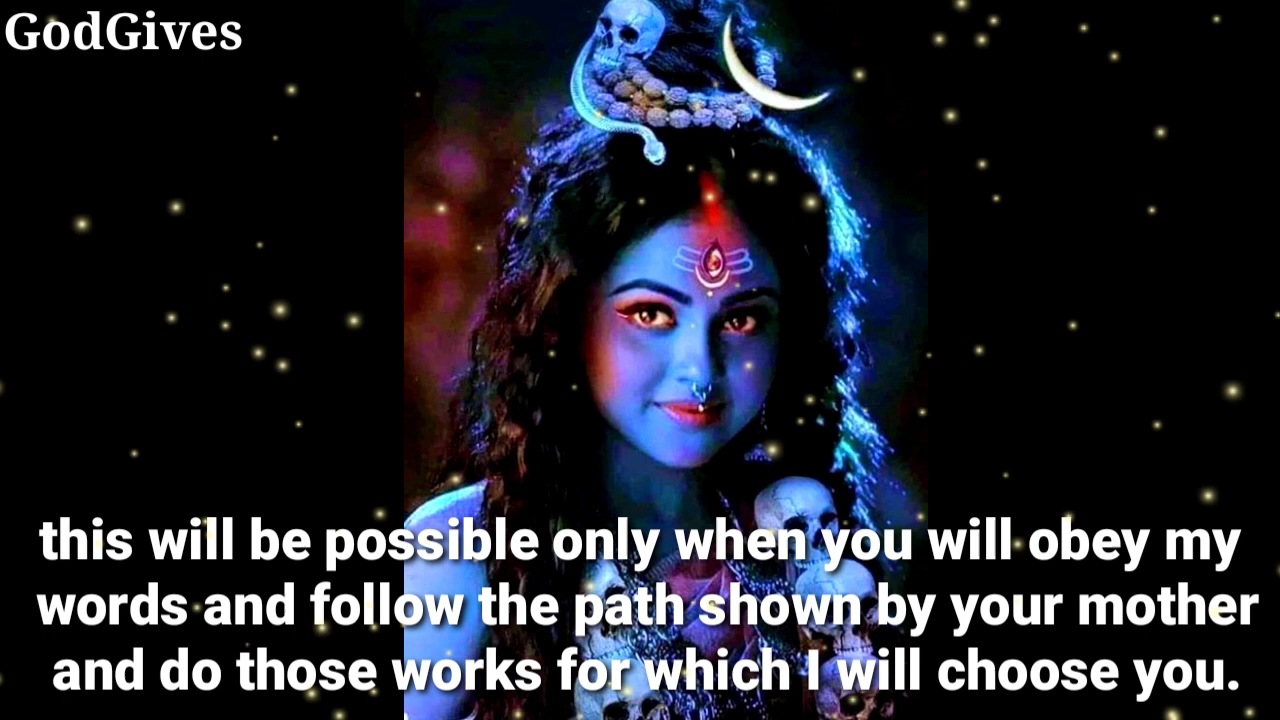 GodGives
this will be possible only when you will obey my
words and follow the path shown by your mother
and do those works for which I will choose you.